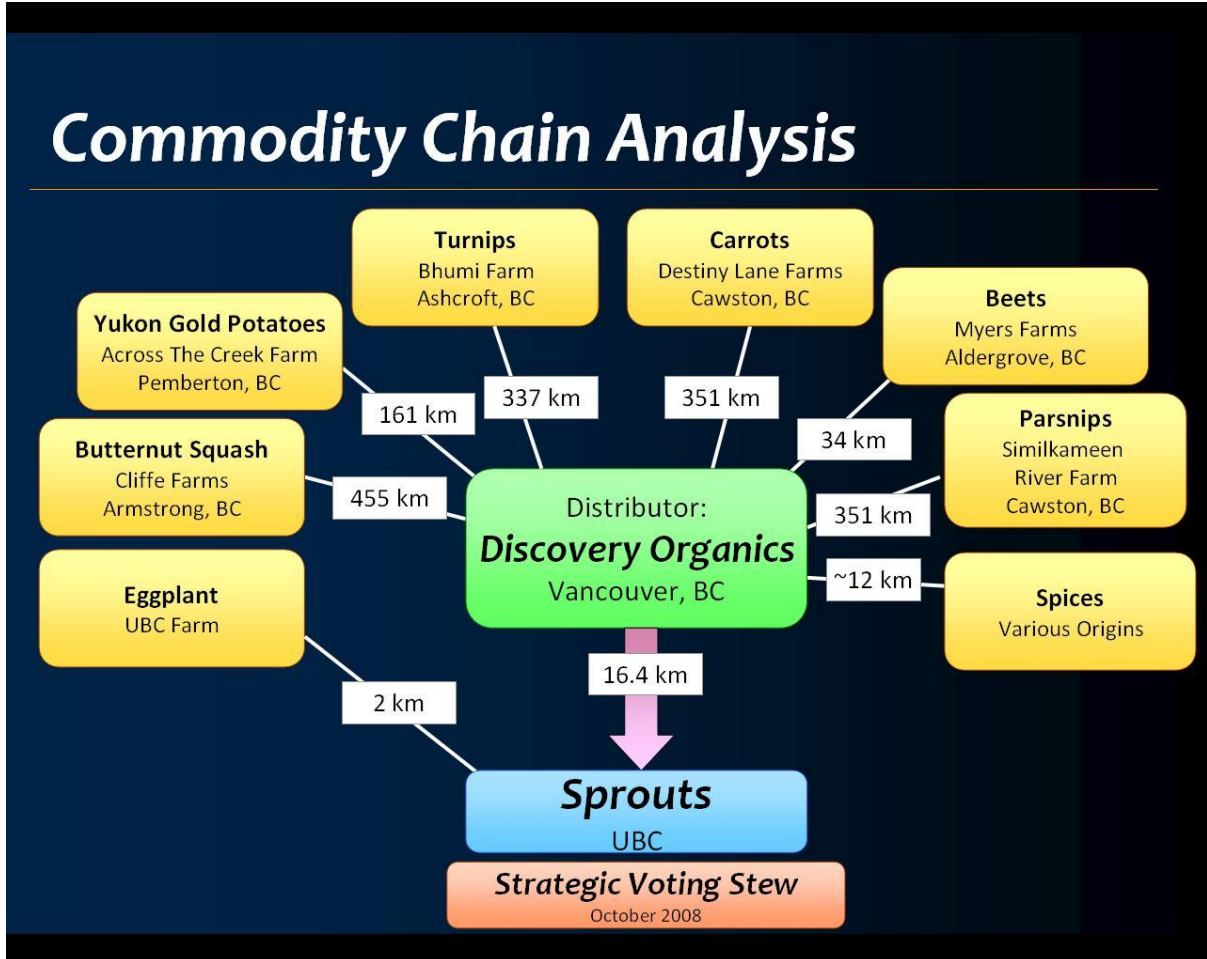 Commodity Chain Analysis
Turnips
Bhumi Farm
Ashcroft, BC
Carrots
Destiny Lane Farms
Cawston, BC
Beets
Myers Farms
Aldergrove, BC
Yukon Gold Potatoes
Across The Creek Farm
Pemberton, BC
337 km
351 km
161 km
34 km
Parsnips
Similkameen
River Farm
Cawston, BC
Butternut Squash
Cliffe Farms
Armstrong, BC
455 km
351 km
Distributor:
Discovery Organics
Vancouver, BC
~12 km
Eggplant
UBC Farm
Spices
Various Origins
16.4 km
2 km
Sprouts
UBC
Strategic Voting Stew
October 2008